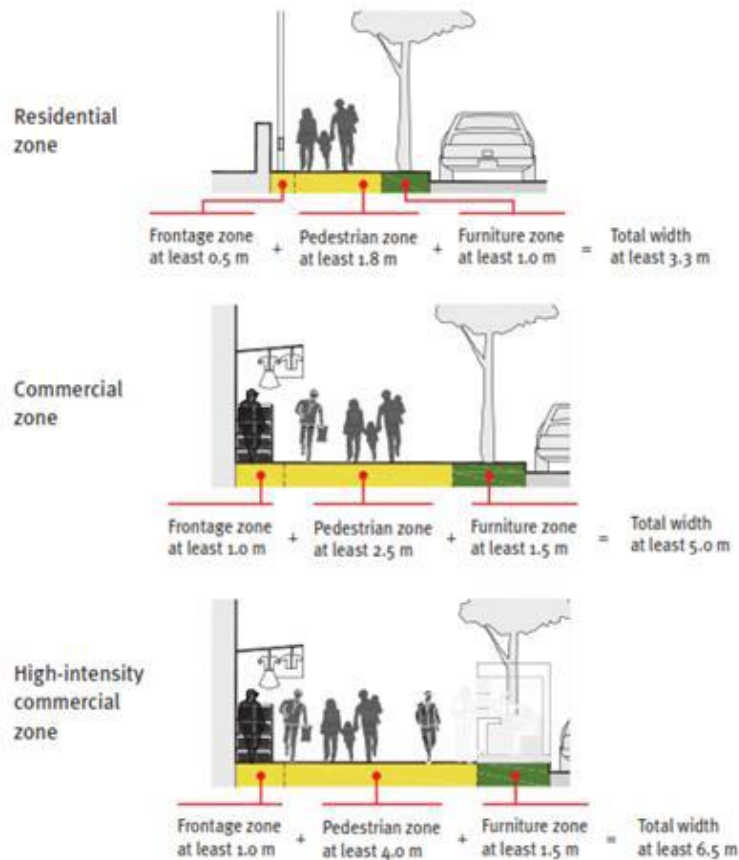 Residential
zone
Frontage zone
at least 0.5 m
+
Pedestrian zone
at least 1.8 m
+
Furniture zone
at least 1.0 m
=
Total width
at least 3.3 m
Commercial
zone
Frontage zone
at least 1.0 m
+
Pedestrian zone
at least 2.5 m
+
Furniture zone
at least 1.5 m
=
Total width
at least 5.0 m
High-intensity
commercial
zone
Frontage zone
at least 1.0 m
+
Pedestrian zone
at least 4.0 m
+
Furniture zone
at least 1.5 m
=
Total width
at least 6.5 m